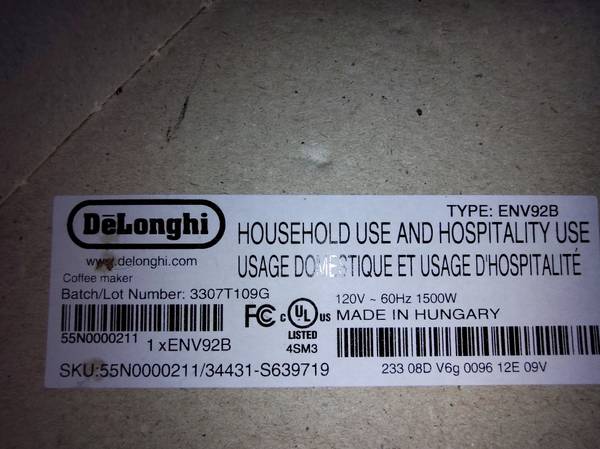 DēLonghi
TYPE: ENV92B
HOUSEHOLD USE AND HOSPITALITY USE
www.delonghi.com
USAGE DOMESTIQUE ET USAGE D'HOSPITALITÉ
Coffee maker
Batch/Lot Number: 3307T109G
120V ~ 60Hz 1500W
FC c UL us MADE IN HUNGARY
LISTED
4SM3
55N0000211 1 xENV92B
SKU:55N0000211/34431-S639719
233 08D V6g 0096 12E 09V